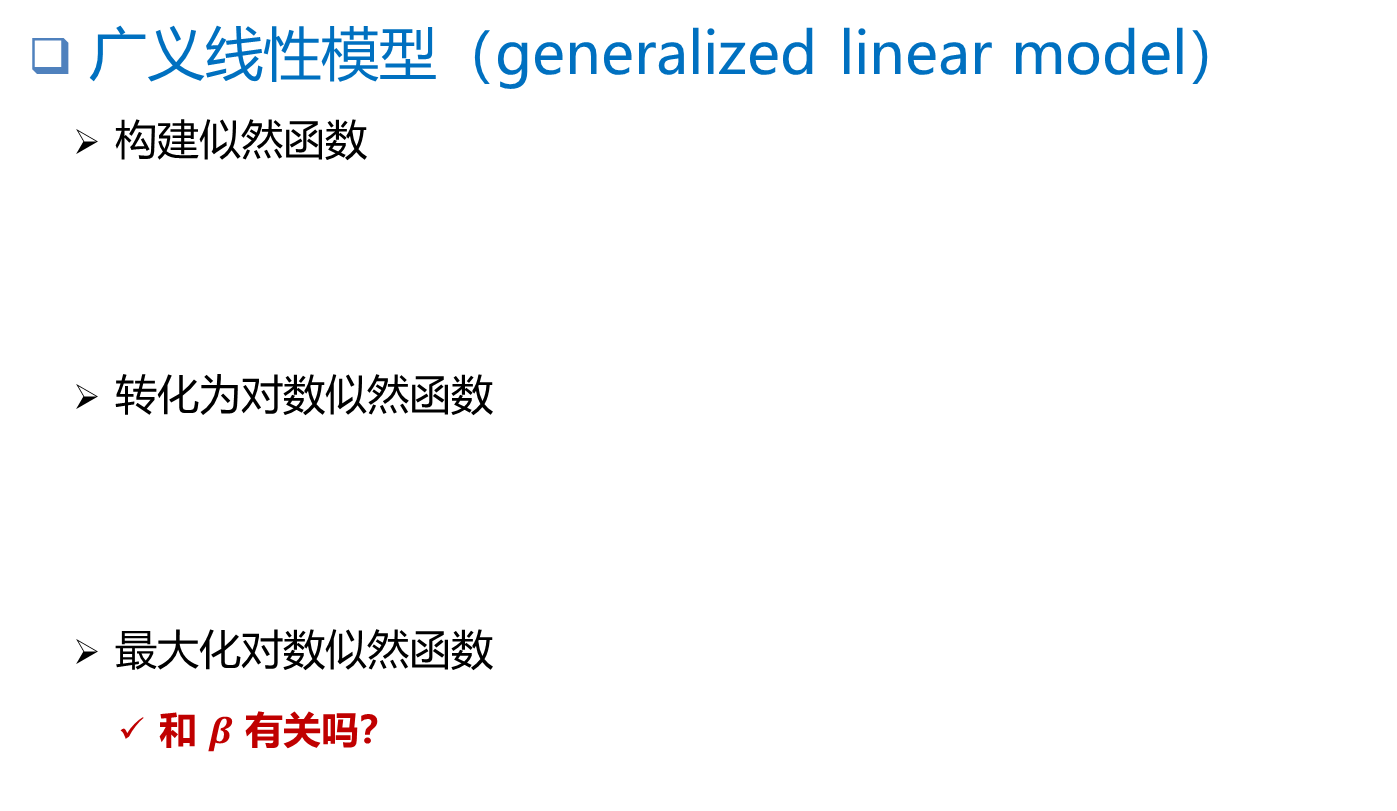 广义线性模型（generalized linear model）
构建似然函数
转化为对数似然函数
最大化对数似然函数
和 β 有关吗？